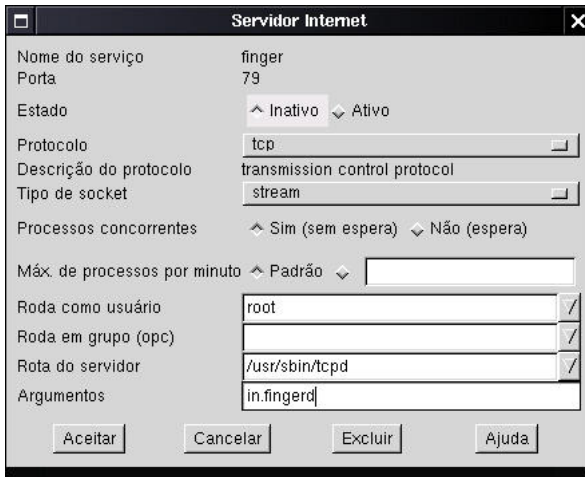 Servidor Internet
Nome do serviço finger
Porta 79
Estado Inativo Ativo
Protocolo tcp
Descrição do protocolo transmission control protocol
Tipo de socket stream
Processos concorrentes Sim (sem espera) Não (espera)
Máx. de processos por minuto Padrão
Roda como usuário root
Roda em grupo (opc)
Rota do servidor /usr/sbin/tcpd
Argumentos in.fingerd
Aceitar Cancelar Excluir Ajuda